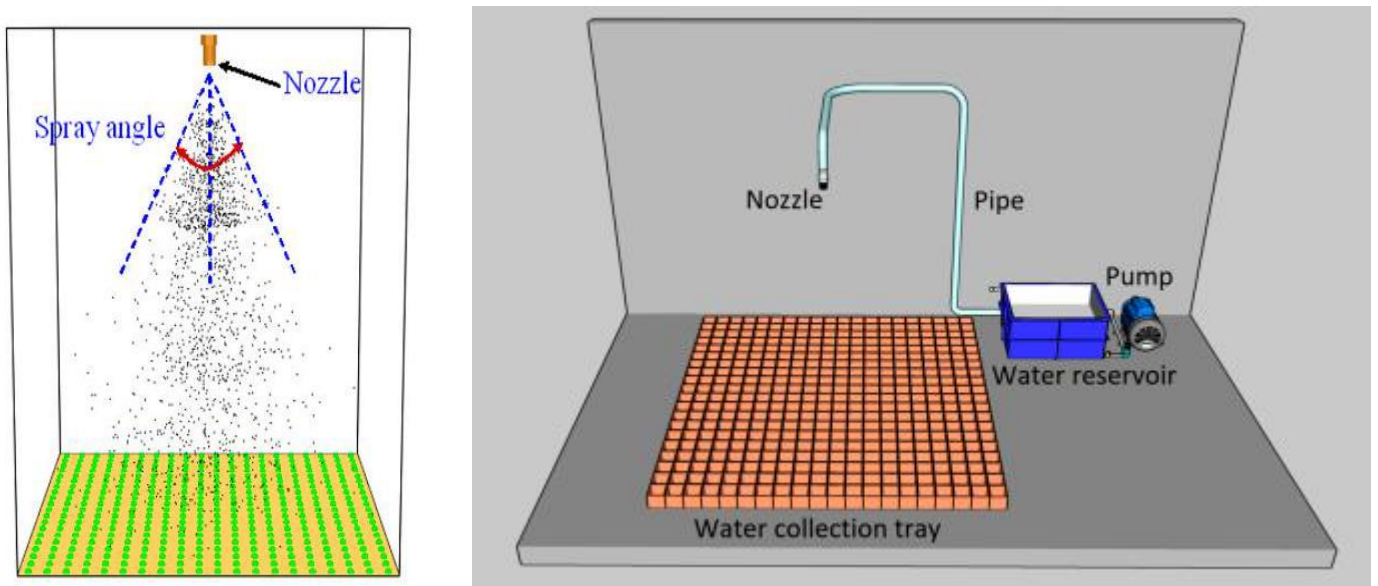 Nozzle
Spray angle
Nozzle
Pipe
Pump
Water reservoir
Water collection tray